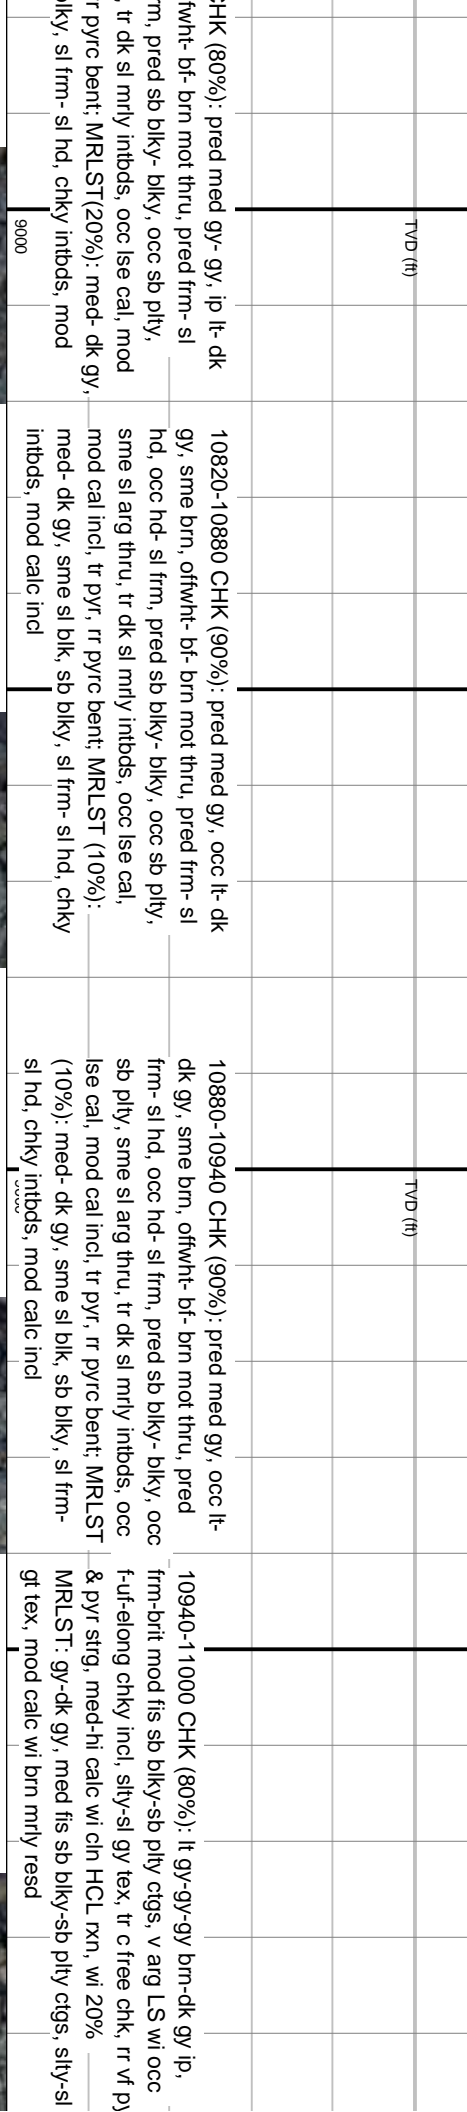 CHK (80%): pred med gy- gy, ip lt- dk
fwht- bf- brn mot thru, pred frm- sl
rm, pred sb blky- blky, occ sb plty,
, tr dk sl mrly intbds, occ lse cal, mod
rr pyrc bent; MRLST(20%): med- dk gy,
blky, sl frm- sl hd, chky intbds, mod
TVD (ft)
9000
10820-10880 CHK (90%): pred med gy, occ lt- dk
gy, sme brn, offwht- bf- brn mot thru, pred frm- sl
hd, occ hd- sl frm, pred sb blky- blky, occ sb plty,
sme sl arg thru, tr dk sl mrly intbds, occ lse cal,
mod cal incl, tr pyr, rr pyrc bent; MRLST (10%):
med- dk gy, sme sl blk, sb blky, sl frm- sl hd, chky
intbds, mod calc incl
10880-10940 CHK (90%): pred med gy, occ lt-
dk gy, sme brn, offwht- bf- brn mot thru, pred
frm- sl hd, occ hd- sl frm, pred sb blky- blky, occ
sb plty, sme sl arg thru, tr dk sl mrly intbds, occ
lse cal, mod cal incl, tr pyr, rr pyrc bent; MRLST
(10%): med- dk gy, sme sl blk, sb blky, sl frm-
sl hd, chky intbds, mod calc incl
TVD (ft)
10940-11000 CHK (80%): lt gy-gy-gy brn-dk gy ip,
frm-brit mod fis sb blky-sb plty ctgs, v arg LS wi occ
f-uf-elong chky incl, slty-sl gy tex, tr c free chk, rr vf py
& pyr strg, med-hi calc wi cln HCL rxn, wi 20%
MRLST: gy-dk gy, med fis sb blky-sb plty ctgs, slty-sl
gt tex, mod calc wi brn mrly resd